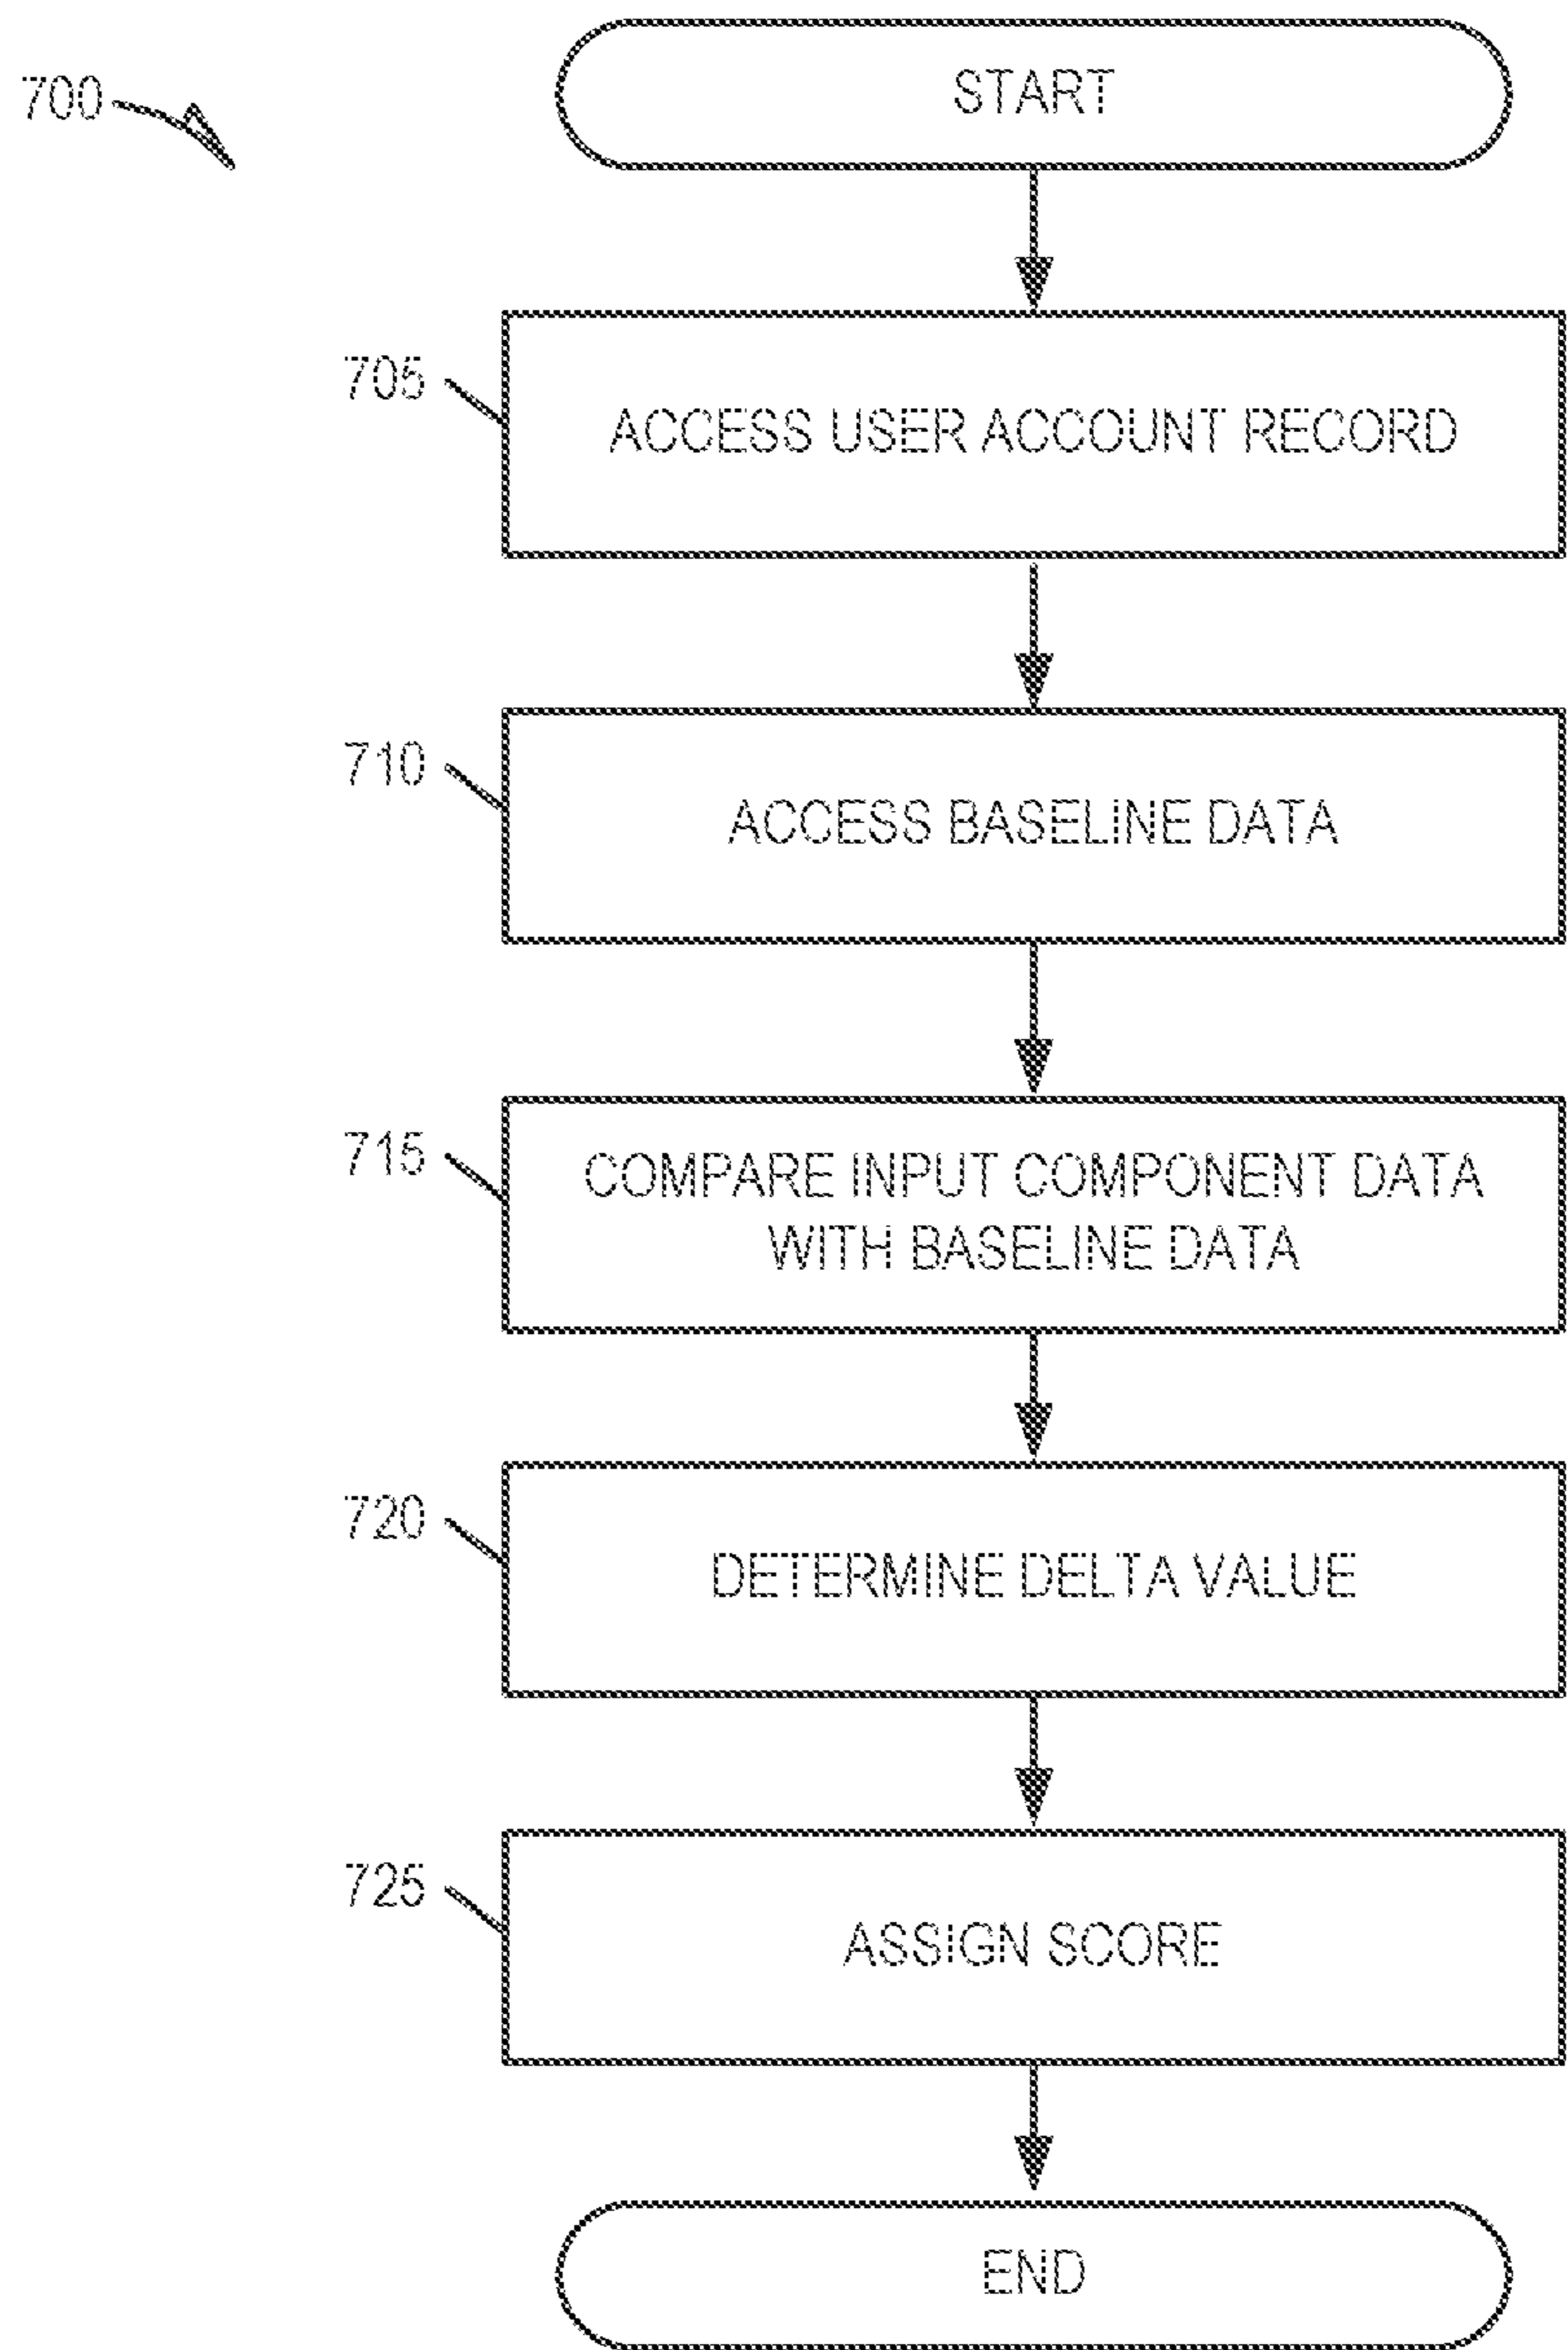 700
START
705
ACCESS USER ACCOUNT RECORD
710
ACCESS BASELINE DATA
715
COMPARE INPUT COMPONENT DATA
WITH BASELINE DATA
720
DETERMINE DELTA VALUE
725
ASSIGN SCORE
END